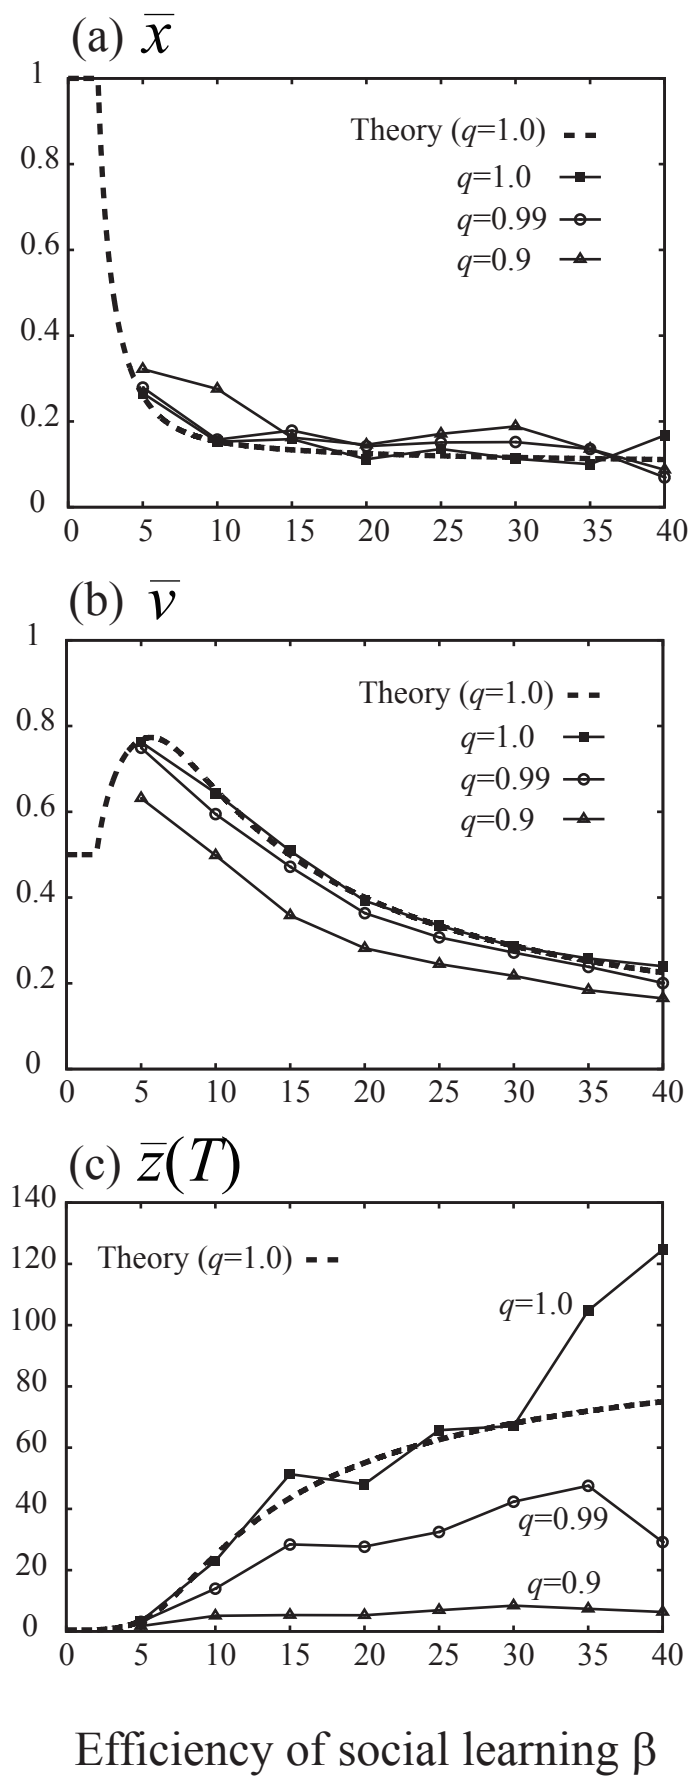 (a) x̅
1
0.8
0.6
0.4
0.2
0
Theory (q=1.0)
q=1.0
q=0.99
q=0.9
0 5 10 15 20 25 30 35 40
(b) v̅
1
0.8
0.6
0.4
0.2
0
Theory (q=1.0)
q=1.0
q=0.99
q=0.9
0 5 10 15 20 25 30 35 40
(c) z̅(T)
140
120
100
80
60
40
20
0
Theory (q=1.0)
q=1.0
q=0.99
q=0.9
0 5 10 15 20 25 30 35 40
Efficiency of social learning β